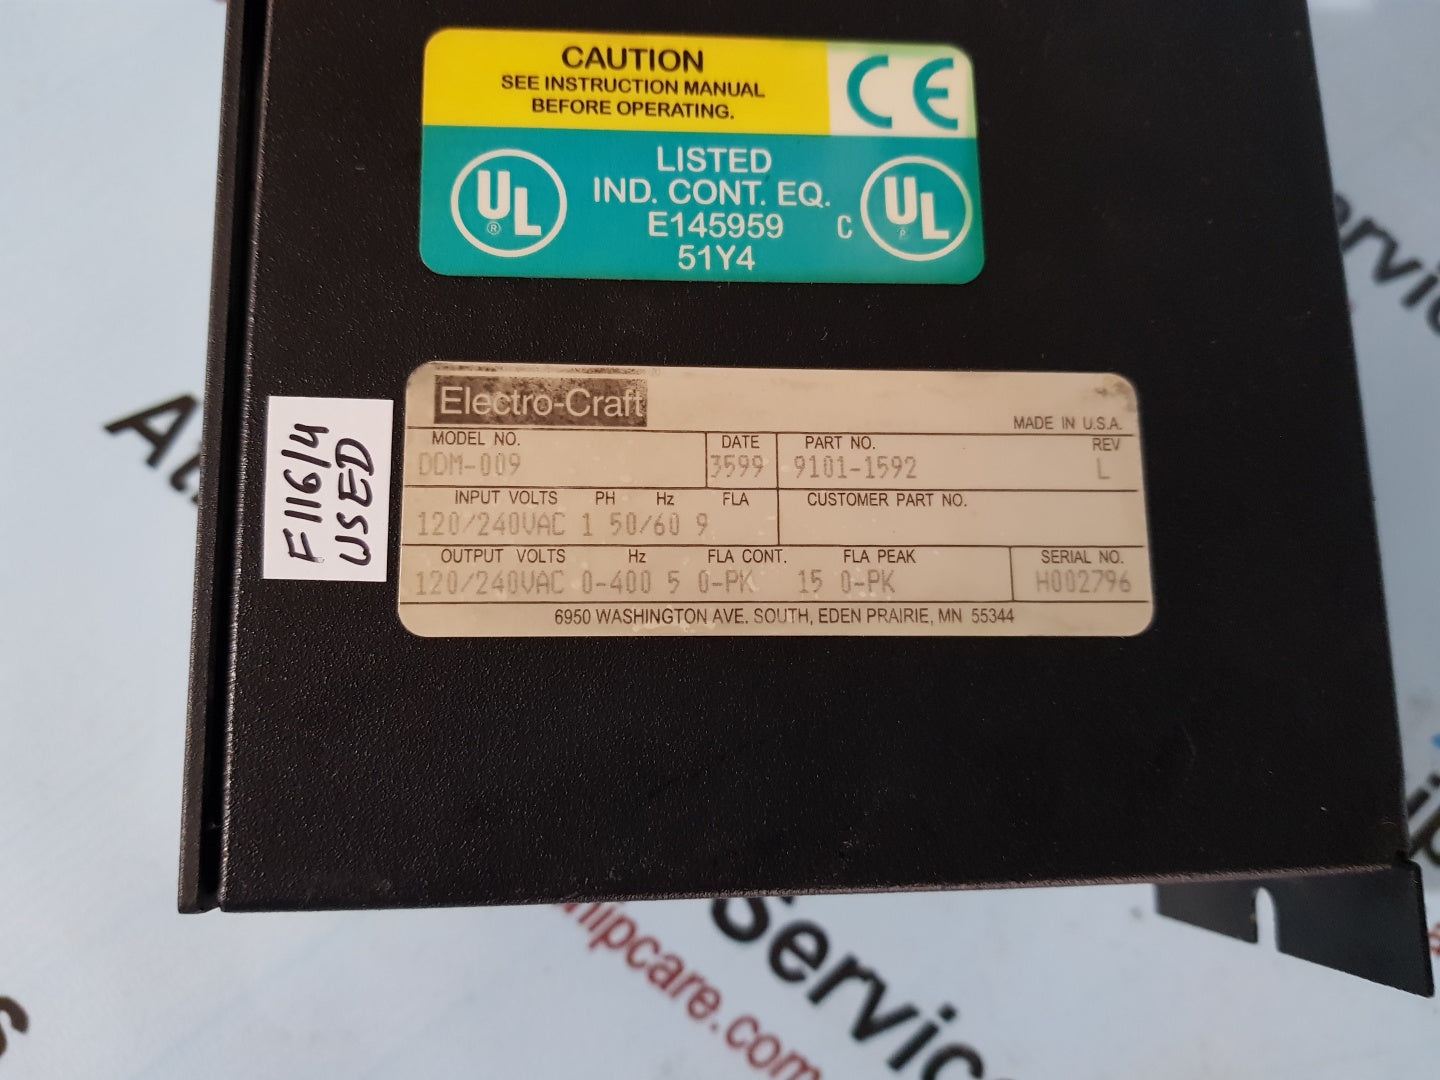 CAUTION
SEE INSTRUCTION MANUAL
BEFORE OPERATING.
CE
UL ®
LISTED
IND. CONT. EQ.
E145959
51Y4
C UL
Electro-Craft
MADE IN U.S.A.
MODEL NO. DATE PART NO. REV
DDM-009 3599 9101-1592 L
INPUT VOLTS PH Hz FLA CUSTOMER PART NO.
120/240VAC 1 50/60 9
OUTPUT VOLTS Hz FLA CONT. FLA PEAK SERIAL NO.
120/240VAC 0-400 5 0-PK 15 0-PK H002796
6950 WASHINGTON AVE. SOUTH, EDEN PRAIRIE, MN 55344
F116/4
USED
Service
ipcare.com